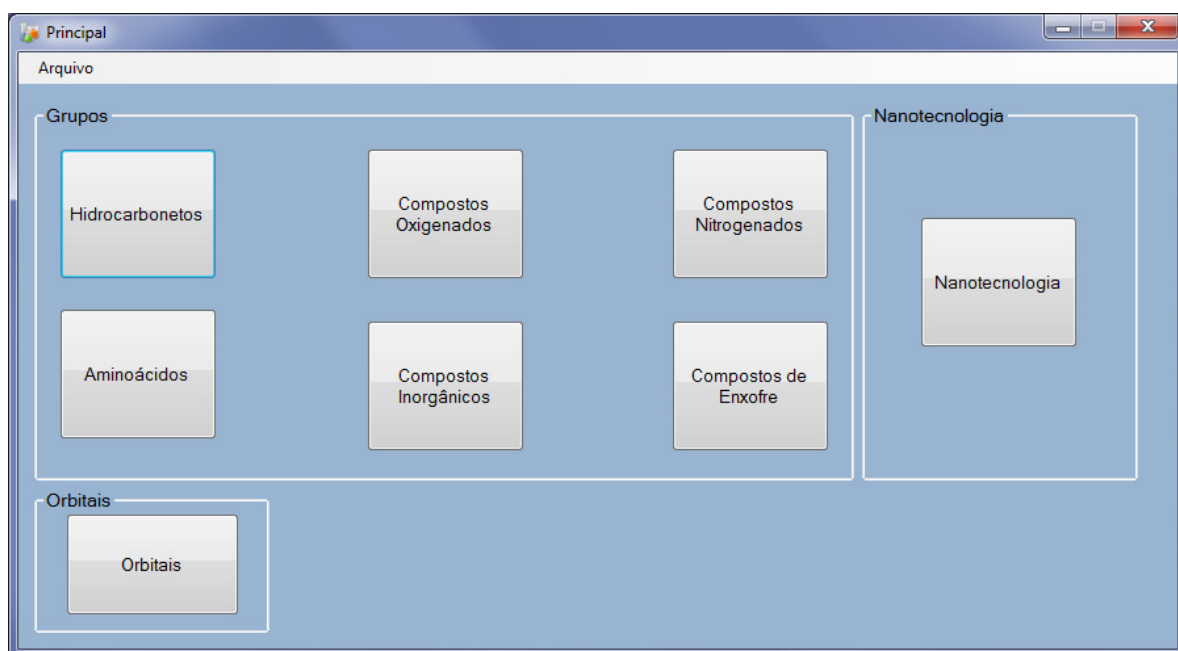 Principal
Arquivo
Grupos
Hidrocarbonetos
Compostos
Oxigenados
Compostos
Nitrogenados
Aminoácidos
Compostos
Inorgânicos
Compostos de
Enxofre
Nanotecnologia
Nanotecnologia
Orbitais
Orbitais